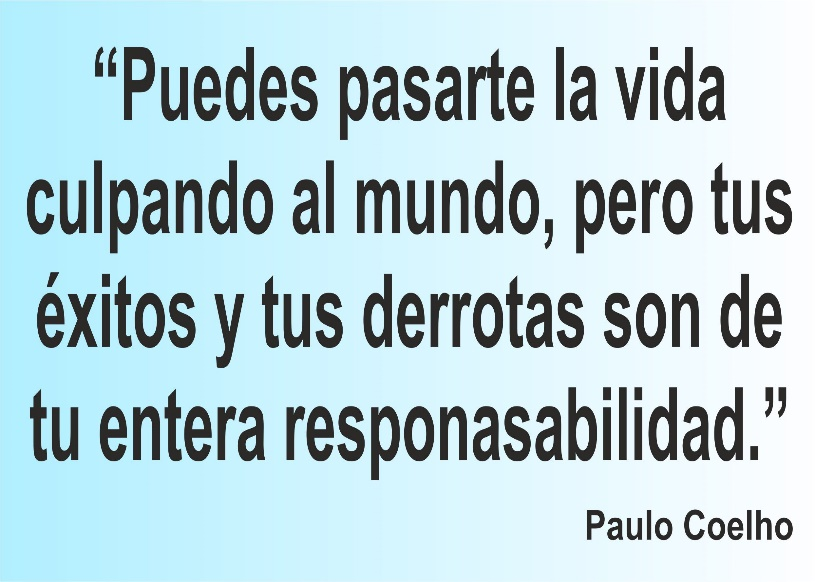 “Puedes pasarte la vida
culpando al mundo, pero tus
éxitos y tus derrotas son de
tu entera responasabilidad.”
Paulo Coelho